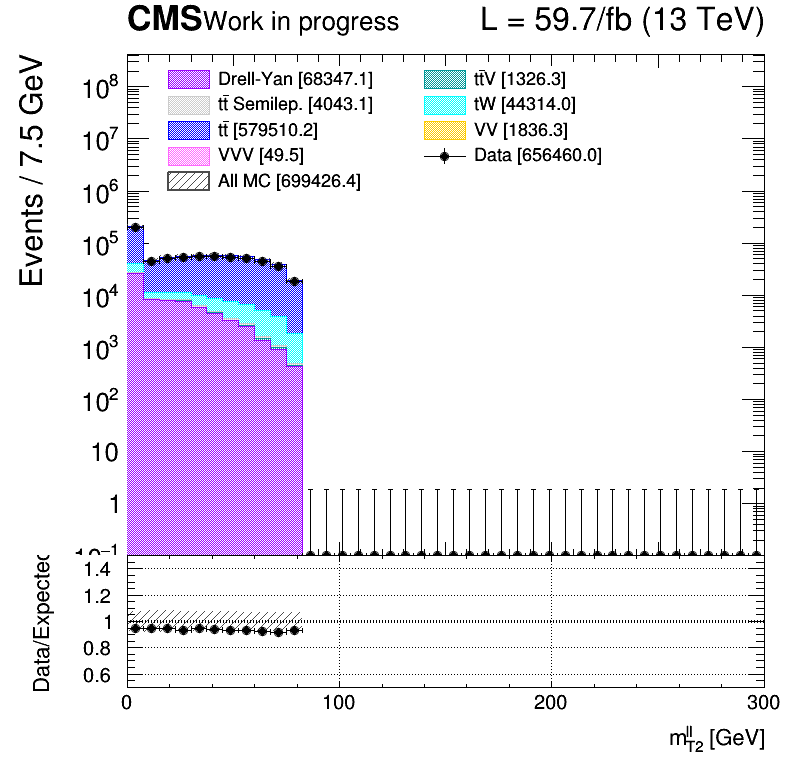 CMS Work in progress L = 59.7/fb (13 TeV)
Events / 7.5 GeV
Drell-Yan [68347.1]
tt̄V [1326.3]
tt̄ Semilep. [4043.1]
tW [44314.0]
tt̄ [579510.2]
VV [1836.3]
VVV [49.5]
Data [656460.0]
All MC [699426.4]
10⁸
10⁷
10⁶
10⁵
10⁴
10³
10²
10
1
10⁻¹
Data/Expected
1.4
1.2
1
0.8
0.6
0 100 200 300
m_T2^ll [GeV]